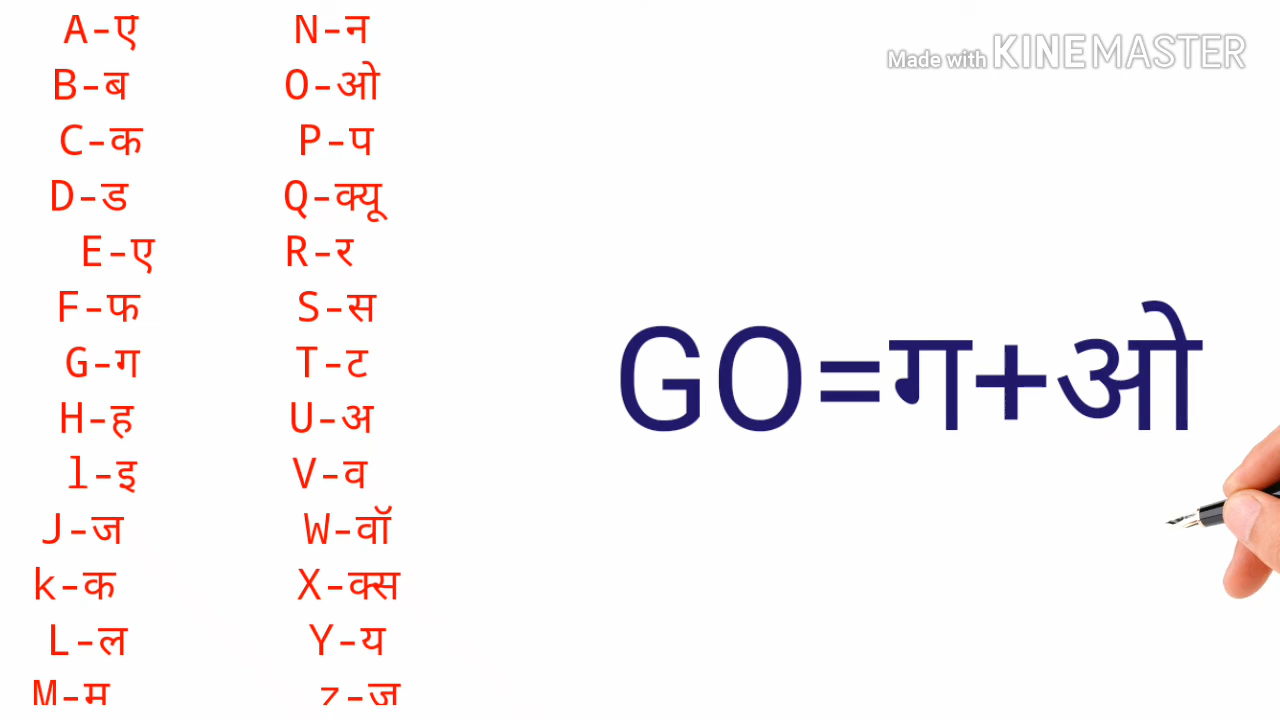 A-ए
B-ब
C-क
D-ड
E-ए
F-फ
G-ग
H-ह
l-इ
J-ज
k-क
L-ल
M-म
N-न
O-ओ
P-प
Q-क्यू
R-र
S-स
T-ट
U-अ
V-व
W-वॉ
X-क्स
Y-य
z-ज
GO=ग+ओ
Made with KINEMASTER